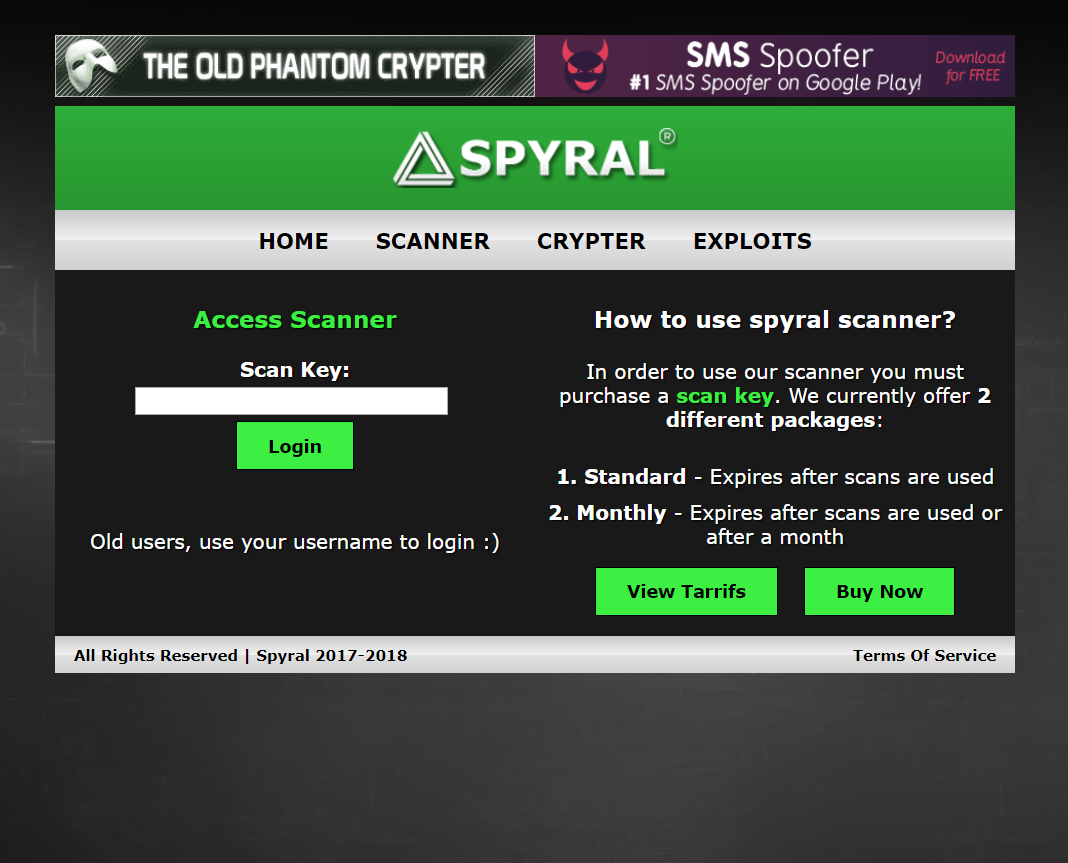 THE OLD PHANTOM CRYPTER
SMS Spoofer
#1 SMS Spoofer on Google Play!
Download
for FREE
SPYRAL®
HOME SCANNER CRYPTER EXPLOITS
Access Scanner
Scan Key:
Login
Old users, use your username to login :)
How to use spyral scanner?
In order to use our scanner you must
purchase a scan key. We currently offer 2
different packages:
1. Standard - Expires after scans are used
2. Monthly - Expires after scans are used or
after a month
View Tarrifs Buy Now
All Rights Reserved | Spyral 2017-2018 Terms Of Service